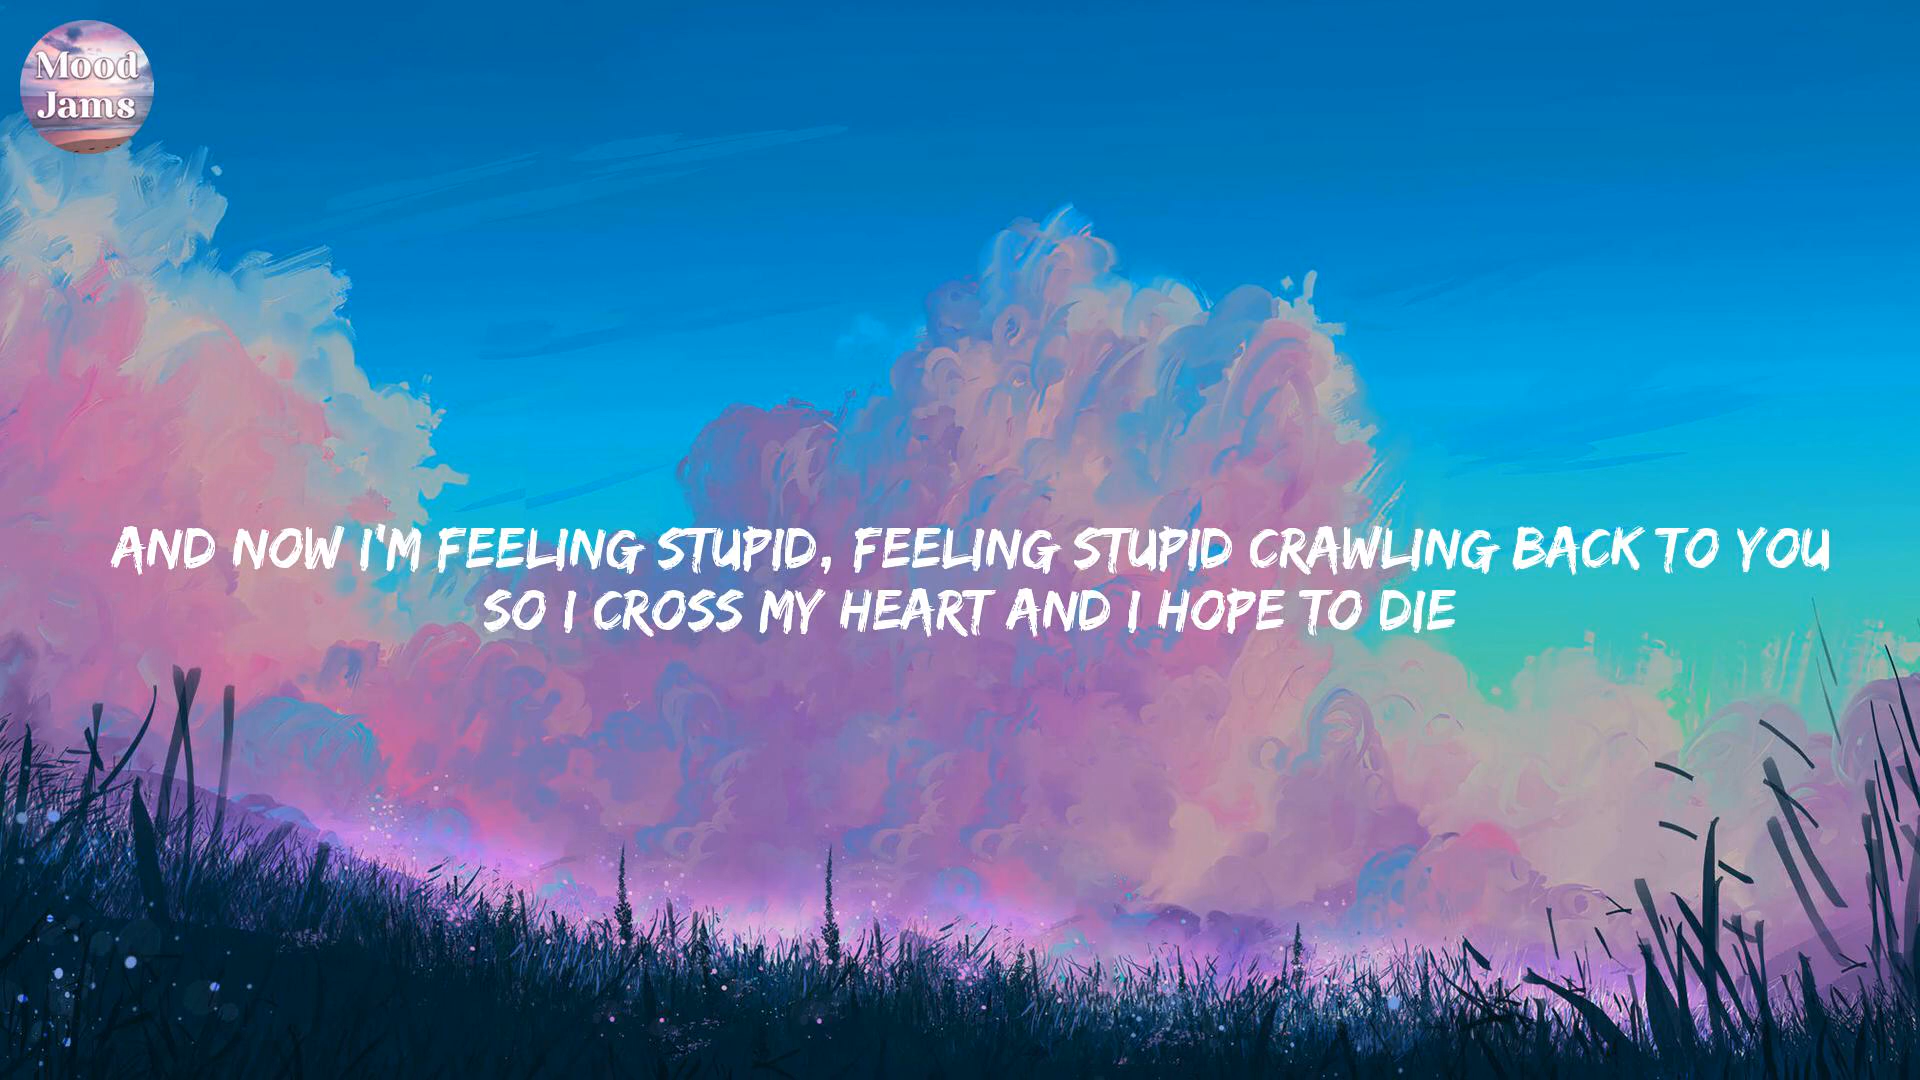 Mood
Jams
AND NOW I'M FEELING STUPID, FEELING STUPID CRAWLING BACK TO YOU
SO I CROSS MY HEART AND I HOPE TO DIE